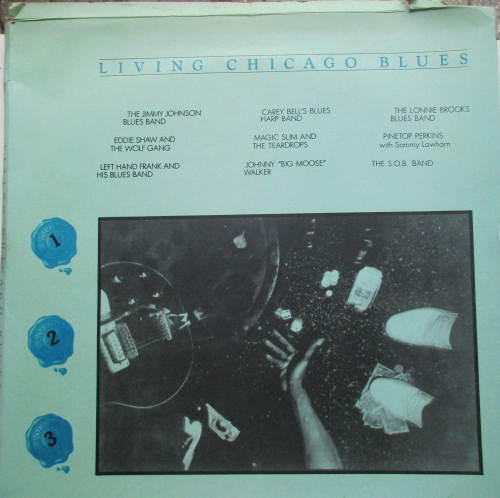 LIVING CHICAGO BLUES
THE JIMMY JOHNSON
BLUES BAND
CAREY BELL'S BLUES
HARP BAND
THE LONNIE BROOKS
BLUES BAND
EDDIE SHAW AND
THE WOLF GANG
MAGIC SLIM AND
THE TEARDROPS
PINETOP PERKINS
with Sammy Lawhorn
LEFT HAND FRANK AND
HIS BLUES BAND
JOHNNY "BIG MOOSE"
WALKER
THE S.O.B. BAND
1
2
3